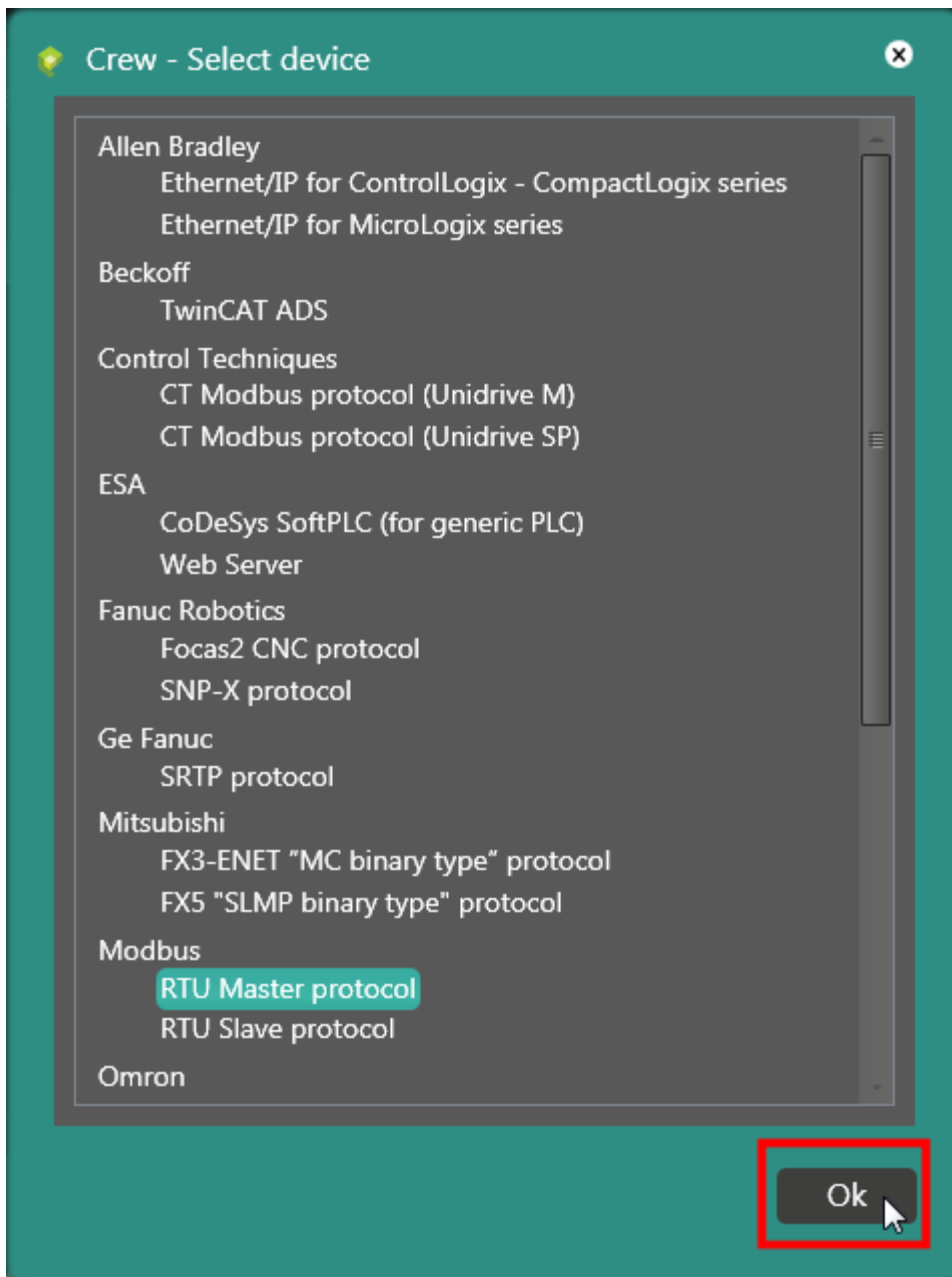 Crew - Select device
Allen Bradley
Ethernet/IP for ControlLogix - CompactLogix series
Ethernet/IP for MicroLogix series
Beckoff
TwinCAT ADS
Control Techniques
CT Modbus protocol (Unidrive M)
CT Modbus protocol (Unidrive SP)
ESA
CoDeSys SoftPLC (for generic PLC)
Web Server
Fanuc Robotics
Focas2 CNC protocol
SNP-X protocol
Ge Fanuc
SRTP protocol
Mitsubishi
FX3-ENET “MC binary type“ protocol
FX5 "SLMP binary type" protocol
Modbus
RTU Master protocol
RTU Slave protocol
Omron
Ok